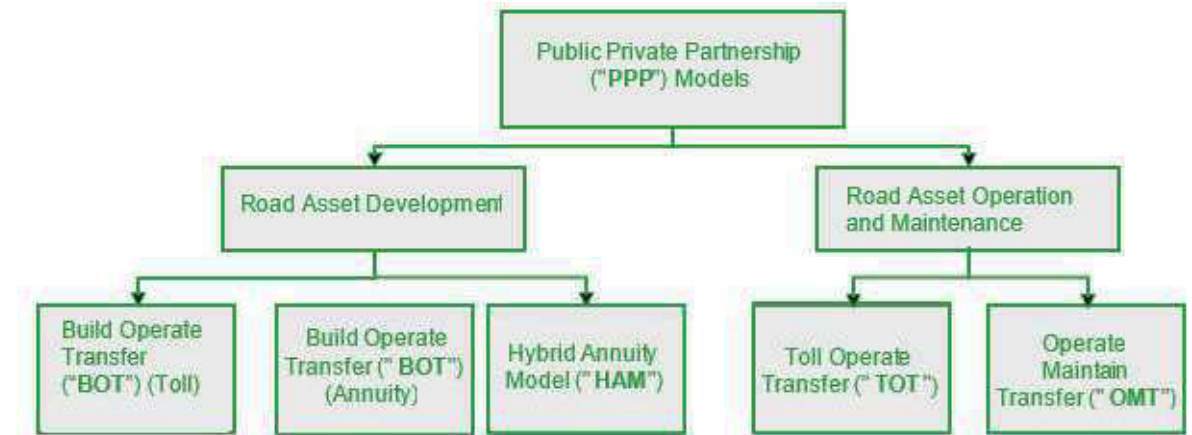 Public Private Partnership
("PPP") Models
Road Asset Development
Road Asset Operation
and Maintenance
Build Operate
Transfer
("BOT") (Toll)
Build Operate
Transfer (" BOT")
(Annuity)
Hybrid Annuity
Model (" HAM")
Toll Operate
Transfer (" TOT")
Operate
Maintain
Transfer (" OMT")